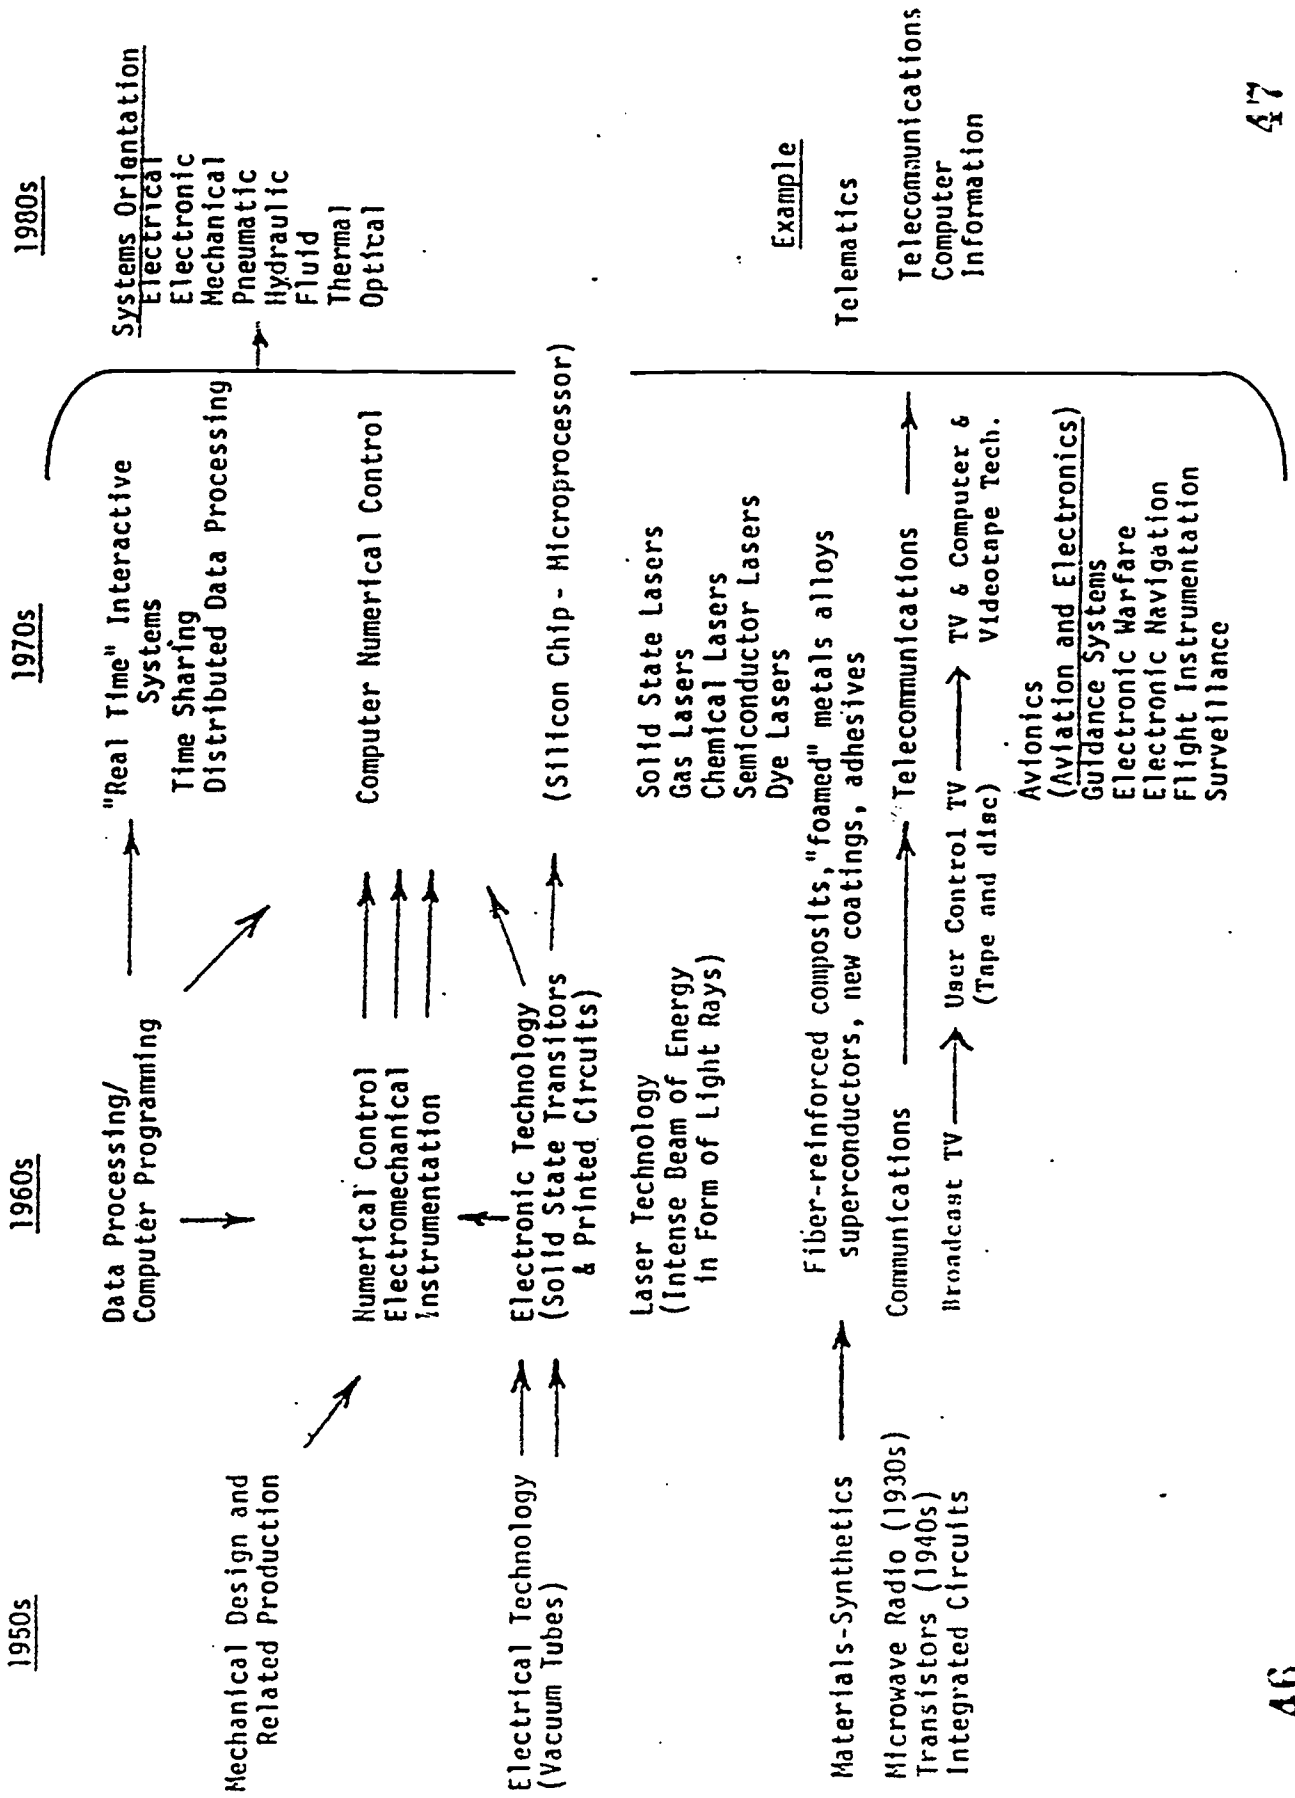 1950s
1960s
1970s
1980s
Mechanical Design and
Related Production
Electrical Technology
(Vacuum Tubes)
Materials-Synthetics
Microwave Radio (1930s)
Transistors (1940s)
Integrated Circuits
Data Processing/
Computer Programming
Numerical Control
Electromechanical
Instrumentation
Electronic Technology
(Solid State Transitors
& Printed Circuits)
Laser Technology
(Intense Beam of Energy
in Form of Light Rays)
Fiber-reinforced composits,"foamed" metals alloys
superconductors, new coatings, adhesives
Communications
Broadcast TV
"Real Time" Interactive
Systems
Time Sharing
Distributed Data Processing
Computer Numerical Control
(Silicon Chip - Microprocessor)
Solid State Lasers
Gas Lasers
Chemical Lasers
Semiconductor Lasers
Dye Lasers
Telecommunications
User Control TV
(Tape and disc)
TV & Computer &
Videotape Tech.
Avionics
(Aviation and Electronics)
Guidance Systems
Electronic Warfare
Electronic Navigation
Flight Instrumentation
Surveillance
Systems Orientation
Electrical
Electronic
Mechanical
Pneumatic
Hydraulic
Fluid
Thermal
Optical
Example
Telematics
Telecommunications
Computer
Information
46
47